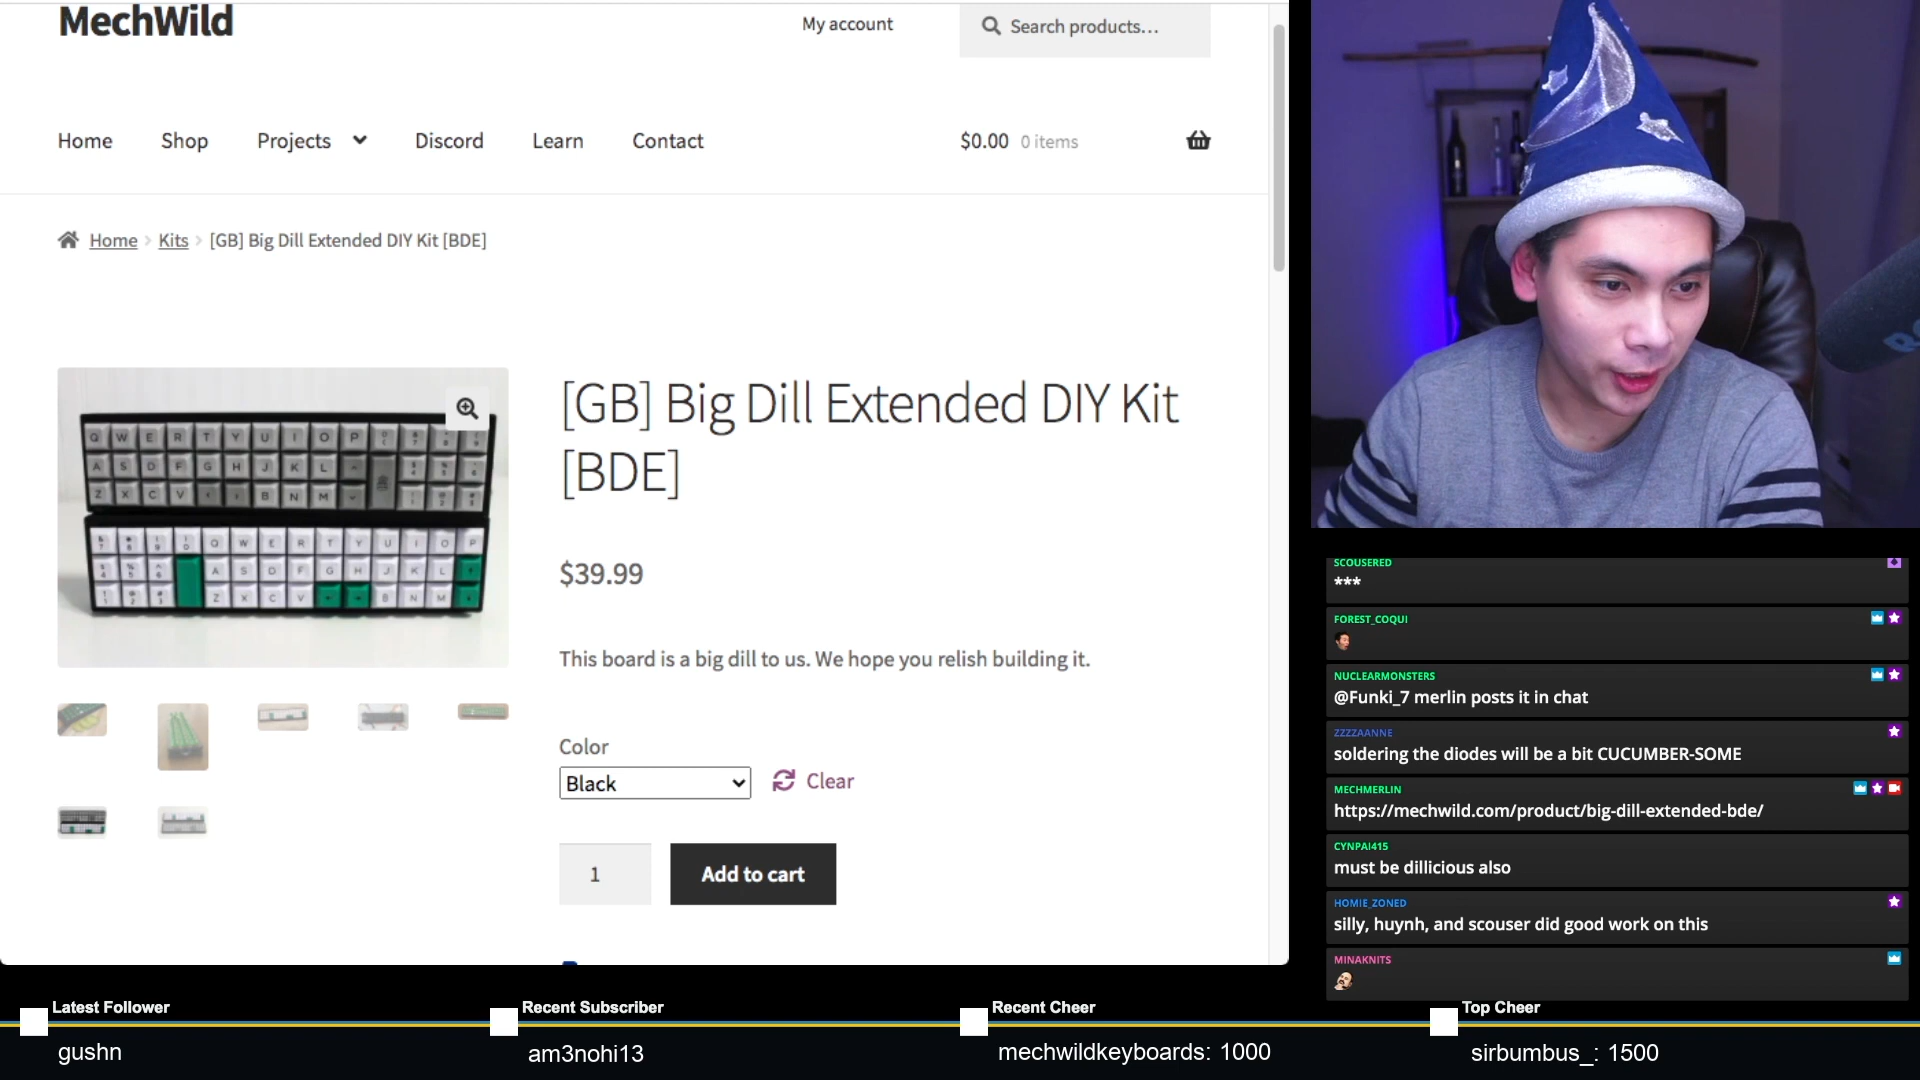 MechWild
My account
Search products...
Home
Shop
Projects
Discord
Learn
Contact
$0.00 0 items
Home
Kits
[GB] Big Dill Extended DIY Kit [BDE]
Q W E R T Y U I O P
A S D F G H J K L
Z X C V B N M
Q W E R T Y U I O P
A S D F G H J K L
Z X C V B N M
[GB] Big Dill Extended DIY Kit
[BDE]
$39.99
This board is a big dill to us. We hope you relish building it.
Color
Black
Clear
1
Add to cart
SCOUSERED
***
FOREST_COQUI
NUCLEARMONSTERS
@Funki_7 merlin posts it in chat
ZZZZAANNE
soldering the diodes will be a bit CUCUMBER-SOME
MECHMERLIN
https://mechwild.com/product/big-dill-extended-bde/
CYNPAI415
must be dillicious also
HOMIE_ZONED
silly, huynh, and scouser did good work on this
MINAKNITS
Latest Follower
gushn
Recent Subscriber
am3nohi13
Recent Cheer
mechwildkeyboards: 1000
Top Cheer
sirbumbus_: 1500